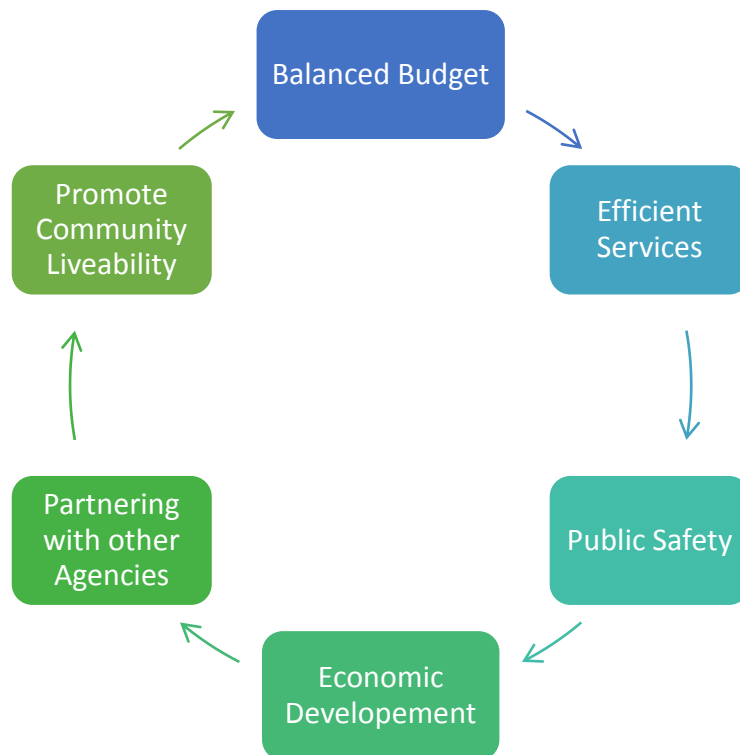 Balanced Budget
Efficient
Services
Public Safety
Economic
Developement
Partnering
with other
Agencies
Promote
Community
Liveability